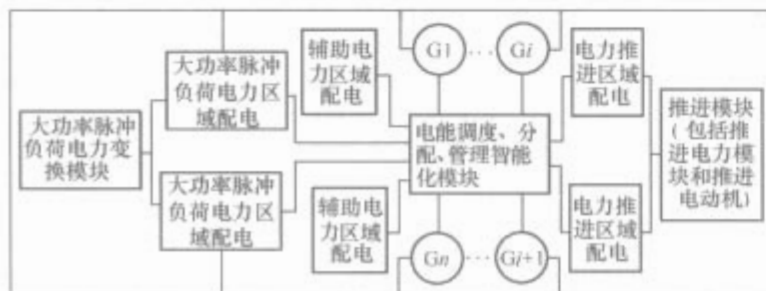 大功率脉冲
负荷电力变
换模块
大功率脉冲
负荷电力区
域配电
大功率脉冲
负荷电力区
域配电
辅助电
力区域
配电
辅助电
力区域
配电
G1
···
Gi
电能调度、分
配、管理智能
化模块
Gn
···
Gi+1
电力推
进区域
配电
电力推
进区域
配电
推进模块
(包括推
进电力模
块和推进
电动机)